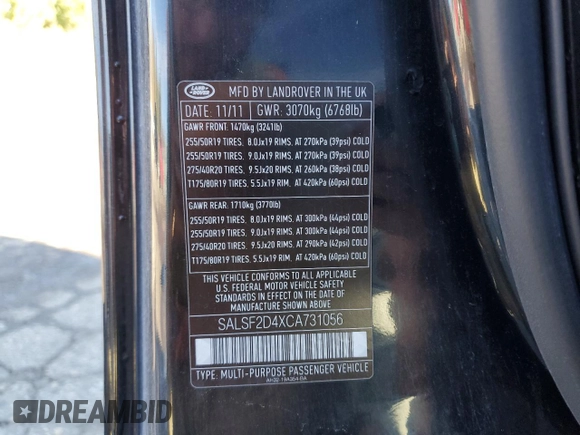 LAND ROVER
MFD BY LANDROVER IN THE UK
DATE: 11/11 GWR: 3070kg (6768lb)
GAWR FRONT: 1470kg (3241lb)
255/50R19 TIRES, 8.0Jx19 RIMS, AT 270kPa (39psi) COLD
255/50R19 TIRES, 9.0Jx19 RIMS, AT 270kPa (39psi) COLD
275/40R20 TIRES, 9.5Jx20 RIMS, AT 260kPa (38psi) COLD
T175/80R19 TIRES, 5.5Jx19 RIM, AT 420kPa (60psi) COLD
GAWR REAR: 1710kg (3770lb)
255/50R19 TIRES, 8.0Jx19 RIMS, AT 300kPa (44psi) COLD
255/50R19 TIRES, 9.0Jx19 RIMS, AT 300kPa (44psi) COLD
275/40R20 TIRES, 9.5Jx20 RIMS, AT 290kPa (42psi) COLD
T175/80R19 TIRES, 5.5Jx19 RIM, AT 420kPa (60psi) COLD
THIS VEHICLE CONFORMS TO ALL APPLICABLE
U.S. FEDERAL MOTOR VEHICLE SAFETY
STANDARDS IN EFFECT ON THE DATE OF
MANUFACTURE SHOWN ABOVE
SALSF2D4XCA731056
TYPE: MULTI-PURPOSE PASSENGER VEHICLE
DREAMBID